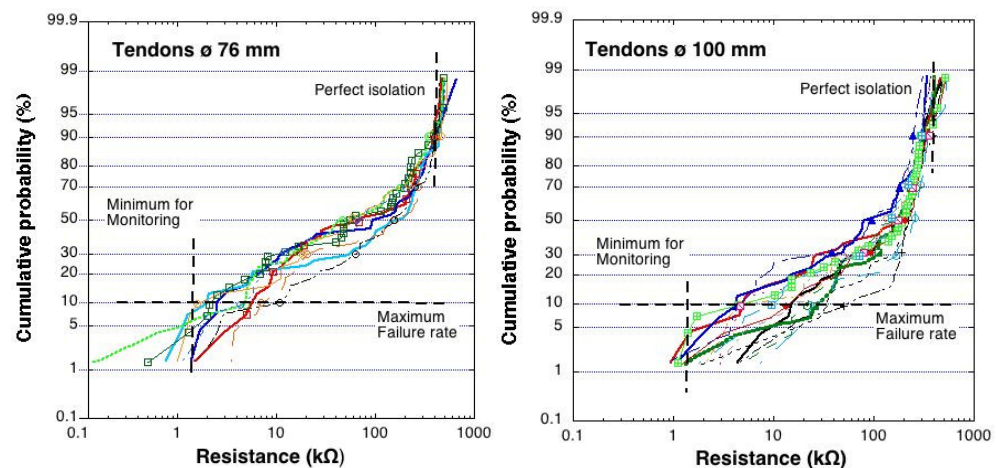 Tendons ø 76 mm
Cumulative probability (%)
99.9
99
95
90
80
70
50
30
20
10
5
1
0.1
Perfect isolation
Minimum for
Monitoring
Maximum
Failure rate
0.1
1
10
100
1000
Resistance (kΩ)
Tendons ø 100 mm
Cumulative probability (%)
99.9
99
95
90
80
70
50
30
20
10
5
1
0.1
Perfect isolation
Minimum for
Monitoring
Maximum
Failure rate
0.1
1
10
100
1000
Resistance (kΩ)